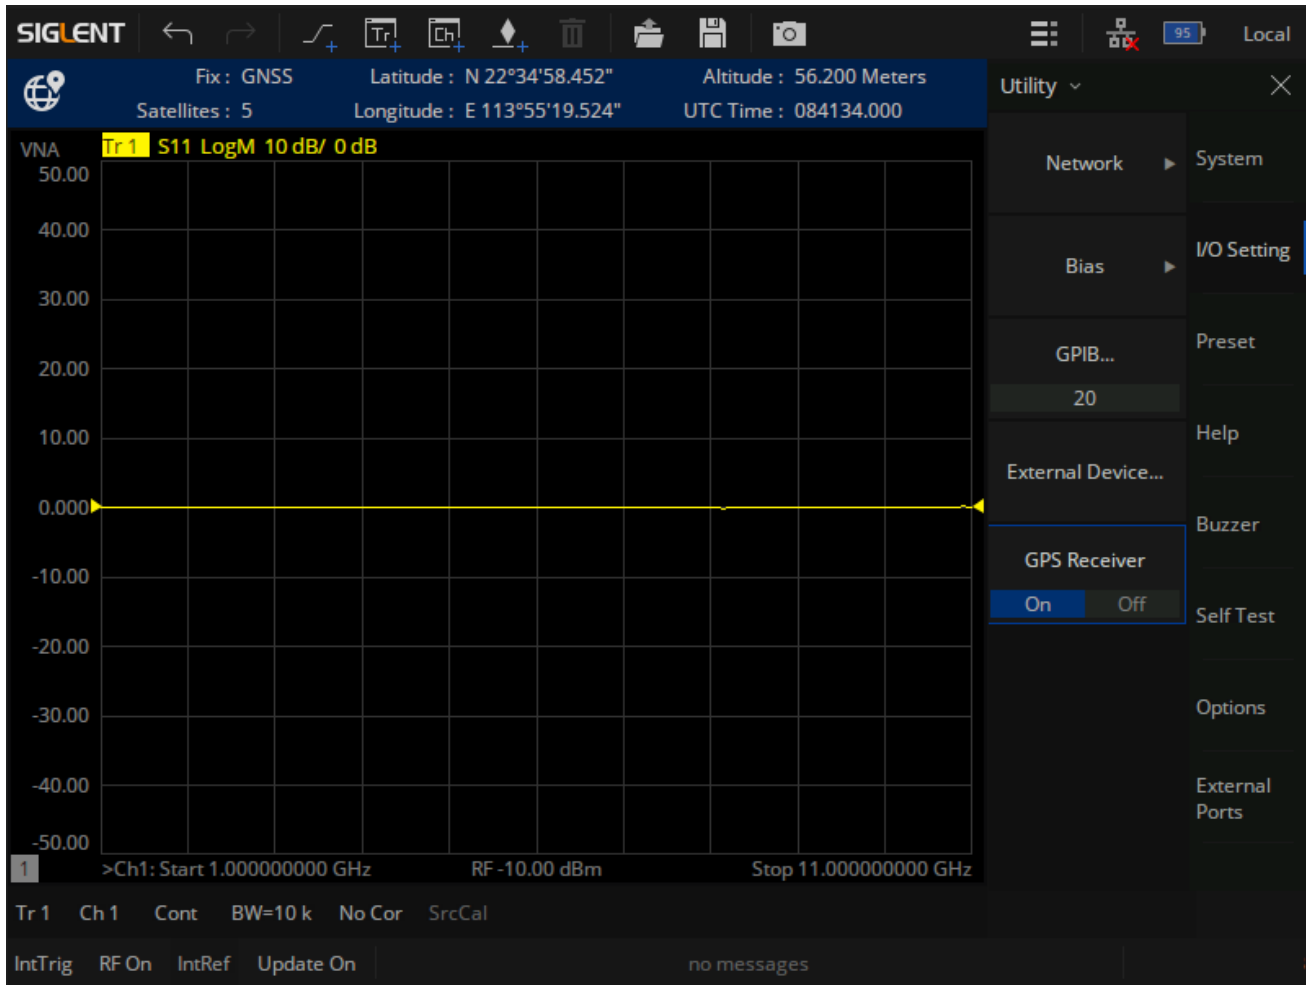 SIGLENT Tr Ch 95 Local
Fix : GNSS Latitude : N 22°34'58.452" Altitude : 56.200 Meters
Satellites : 5 Longitude : E 113°55'19.524" UTC Time : 084134.000
Utility
VNA Tr 1 S11 LogM 10 dB/ 0 dB
50.00
40.00
30.00
20.00
10.00
0.000
-10.00
-20.00
-30.00
-40.00
-50.00
1 >Ch1: Start 1.000000000 GHz RF -10.00 dBm Stop 11.000000000 GHz
Network
Bias
GPIB...
20
External Device...
GPS Receiver
On Off
System
I/O Setting
Preset
Help
Buzzer
Self Test
Options
External
Ports
Tr 1 Ch 1 Cont BW=10 k No Cor SrcCal
IntTrig RF On IntRef Update On no messages